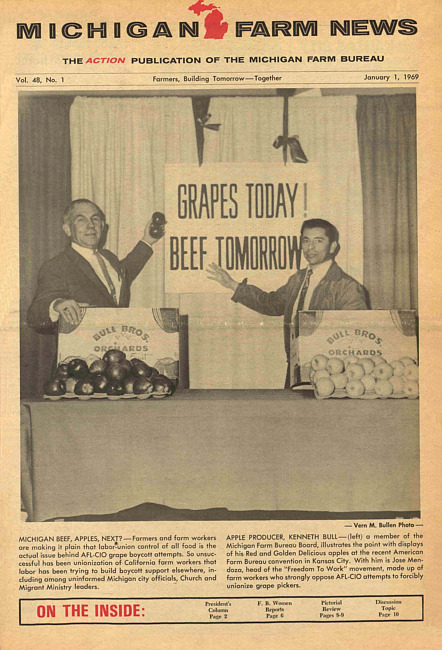 MICHIGAN FARM NEWS
THE ACTION PUBLICATION OF THE MICHIGAN FARM BUREAU
Vol. 48, No. 1 Farmers, Building Tomorrow—Together January 1, 1969
GRAPES TODAY!
BEEF TOMORROW
BULL BROS.
ORCHARDS
BULL BROS.
ORCHARDS
— Vern M. Bullen Photo —
MICHIGAN BEEF, APPLES, NEXT?—Farmers and farm workers
are making it plain that labor-union control of all food is the
actual issue behind AFL-CIO grape boycott attempts. So unsuc-
cessful has been unionization of California farm workers that
labor has been trying to build boycott support elsewhere, in-
cluding among uninformed Michigan city officials, Church and
Migrant Ministry leaders.
APPLE PRODUCER, KENNETH BULL—(left) a member of the
Michigan Farm Bureau Board, illustrates the point with displays
of his Red and Golden Delicious apples at the recent American
Farm Bureau convention in Kansas City. With him is Jose Men-
doza, head of the "Freedom To Work" movement, made up of
farm workers who strongly oppose AFL-CIO attempts to forcibly
unionize grape pickers.
ON THE INSIDE:
President's
Column
Page 2
F. B. Women
Reports
Page 6
Pictorial
Review
Pages 8-9
Discussion
Topic
Page 10